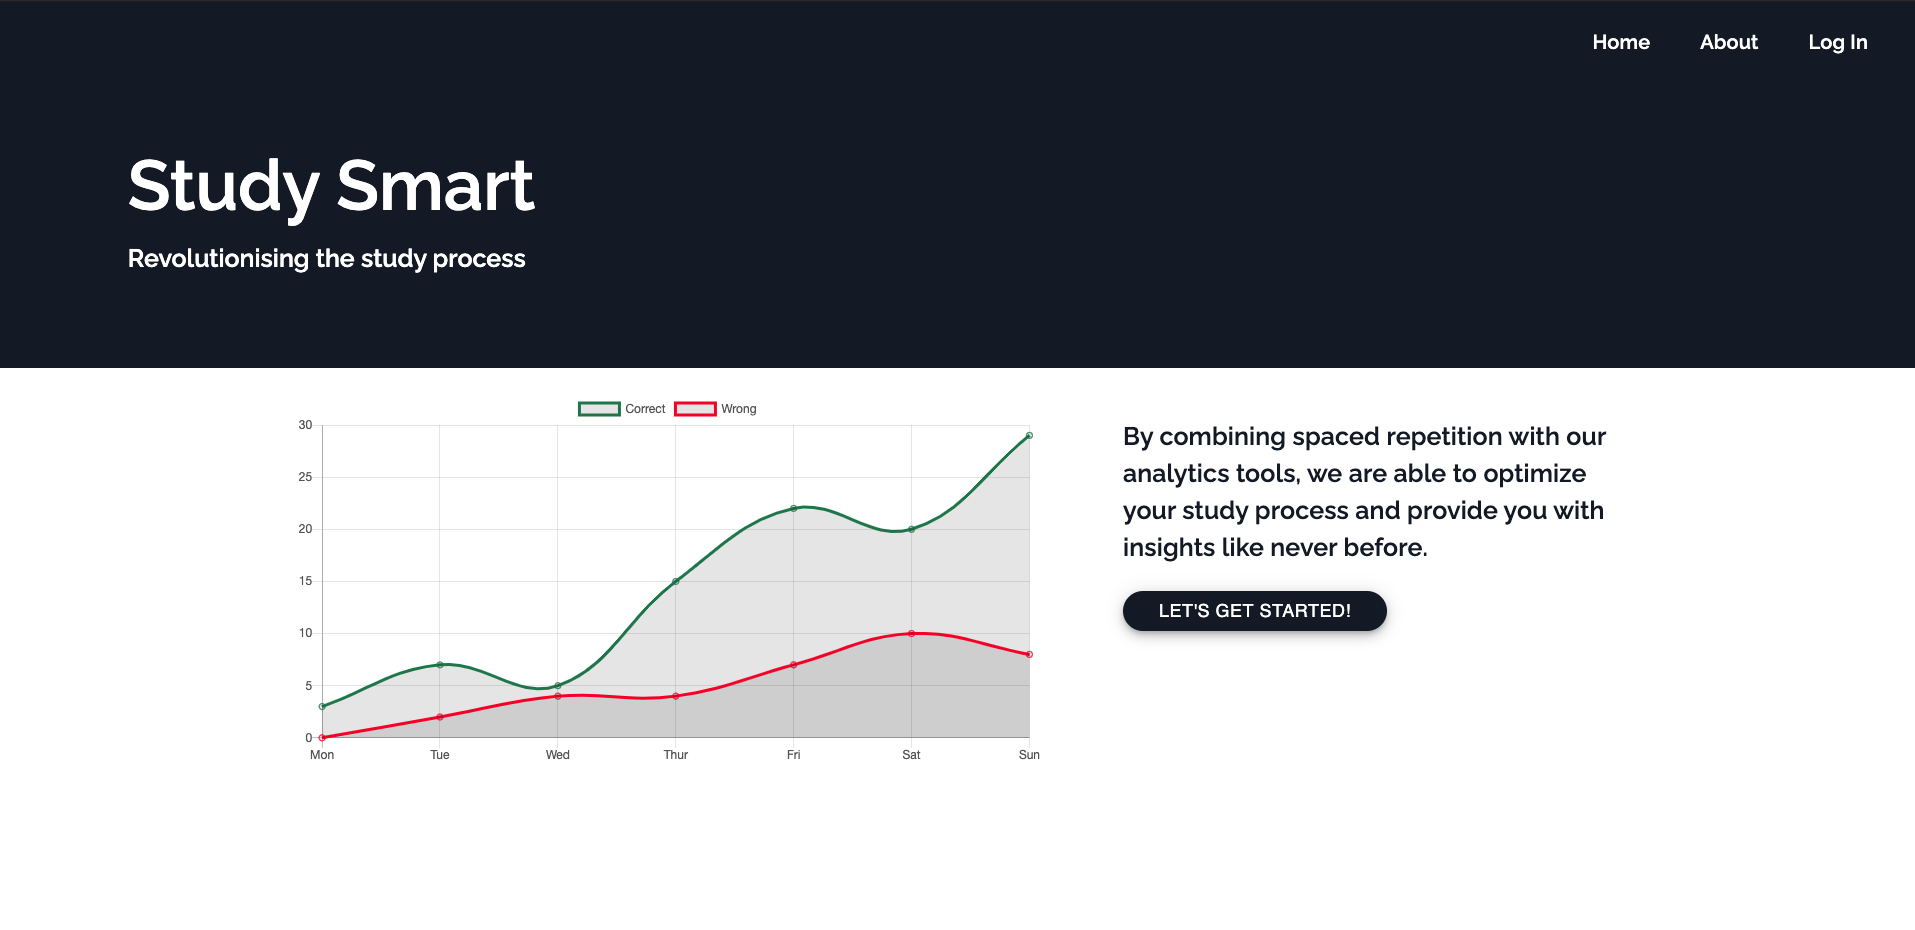 Home About Log In
Study Smart
Revolutionising the study process
Correct Wrong
30
25
20
15
10
5
0
Mon Tue Wed Thur Fri Sat Sun
By combining spaced repetition with our
analytics tools, we are able to optimize
your study process and provide you with
insights like never before.
LET'S GET STARTED!